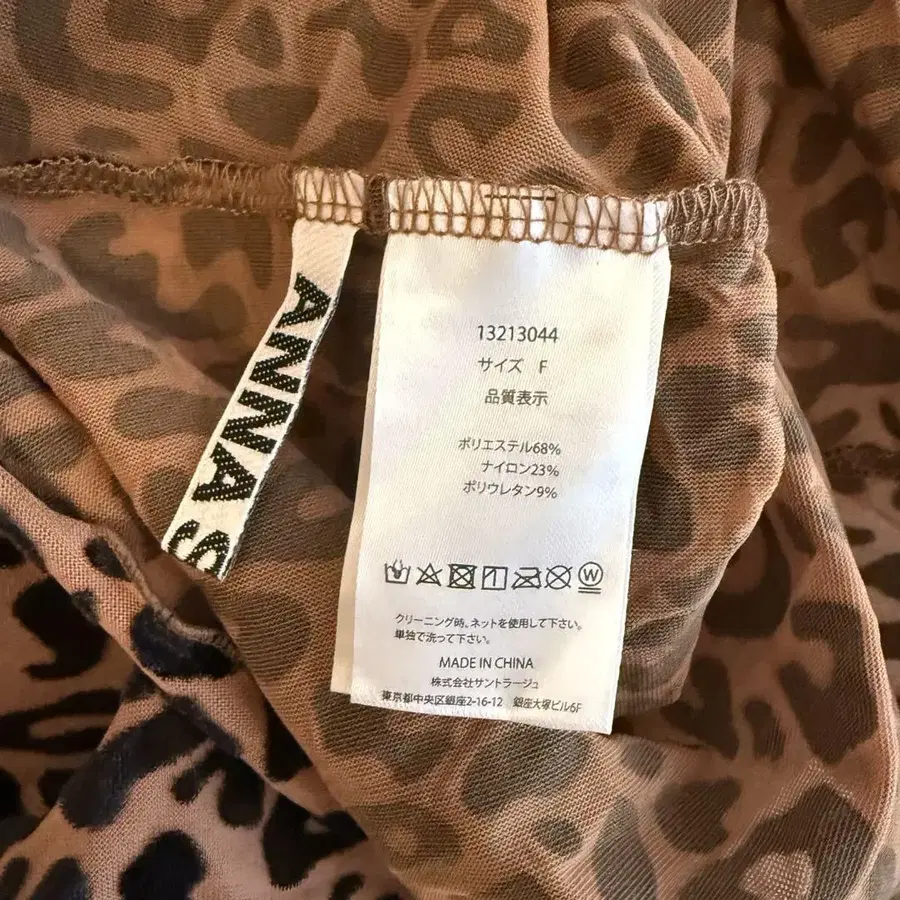 ANNA S
13213044
サイズ F
品質表示
ポリエステル68%
ナイロン23%
ポリウレタン9%
W
クリーニング時、ネットを使用して下さい。
単独で洗って下さい。
MADE IN CHINA
株式会社サントラージュ
東京都中央区銀座2-16-12 銀座大塚ビル6F